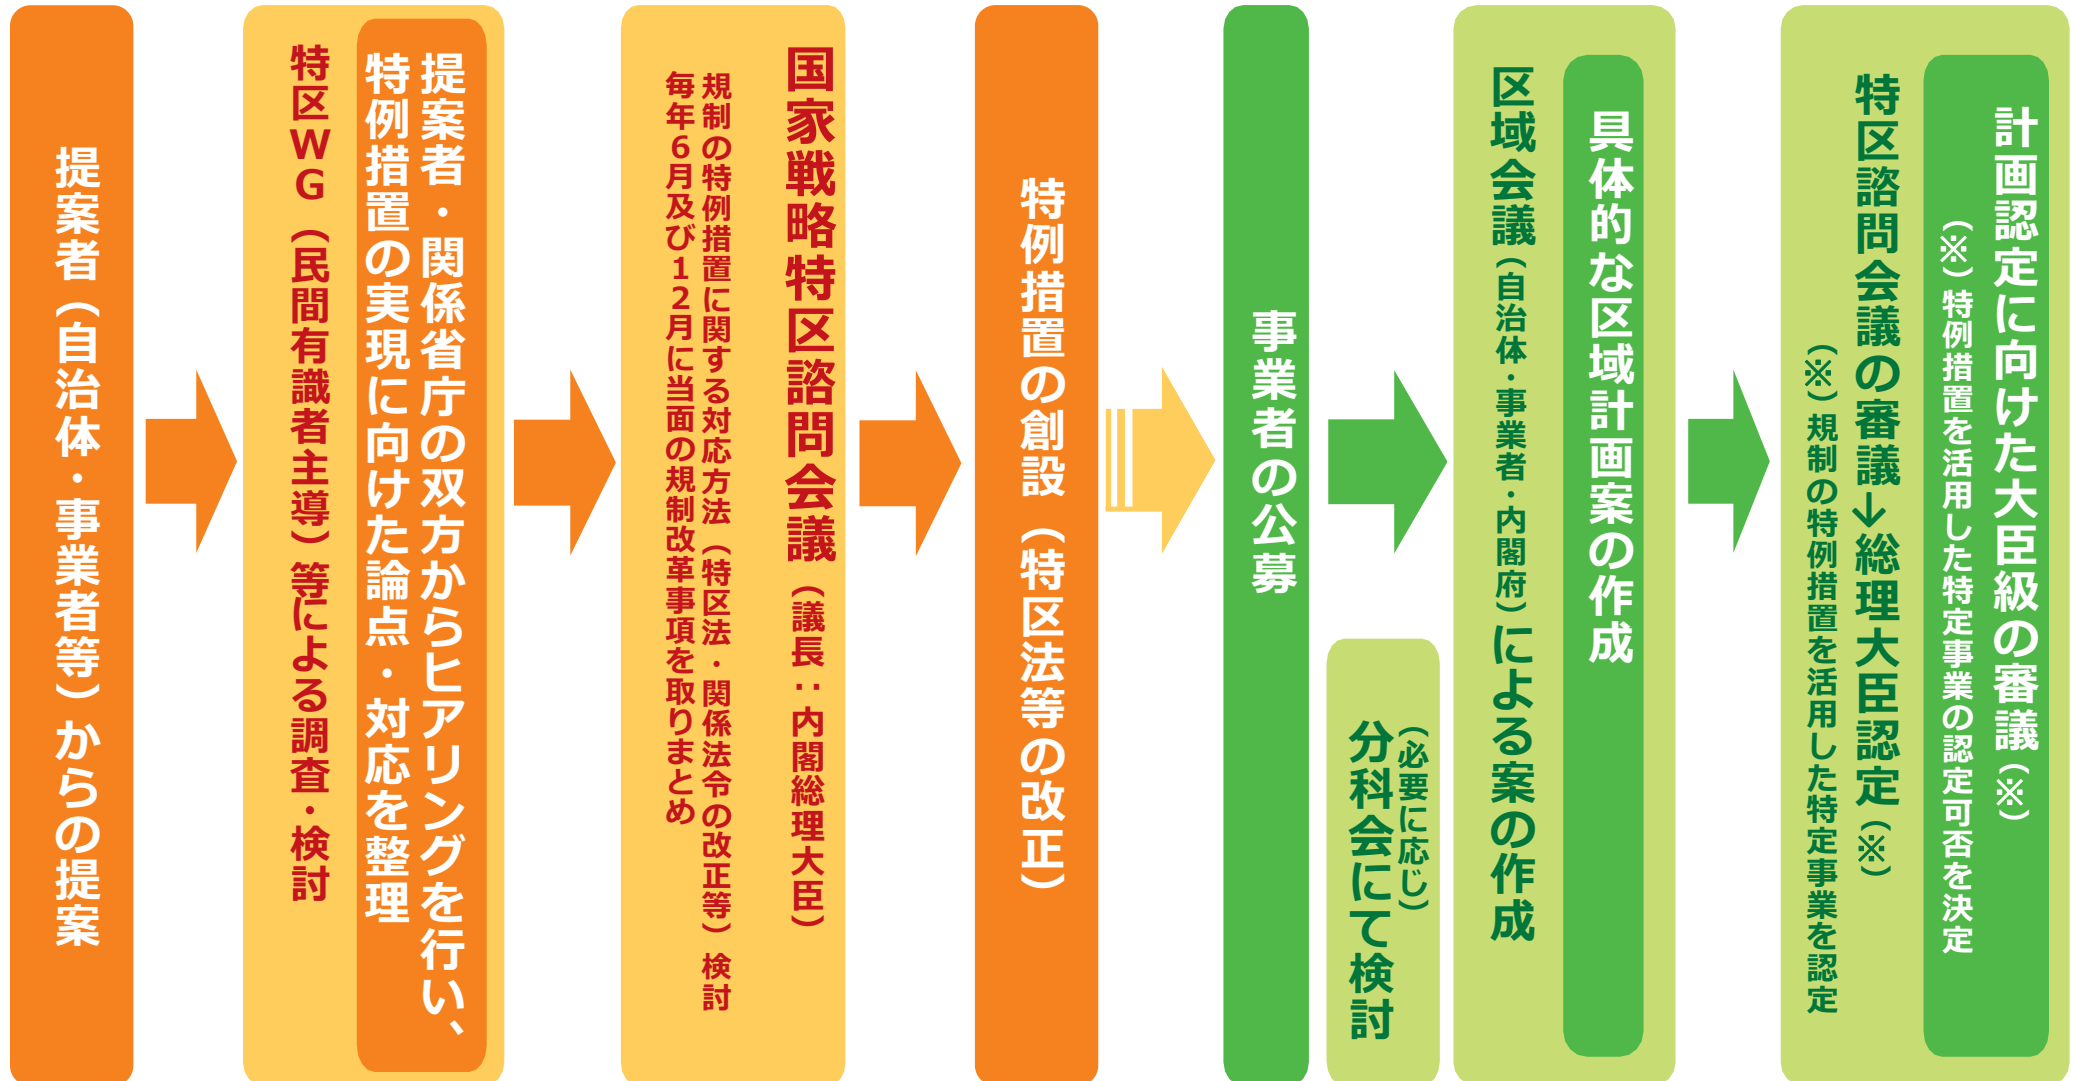 提案者（自治体・事業者等）からの提案
提案者・関係省庁の双方からヒアリングを行い、
特例措置の実現に向けた論点・対応を整理
特区WG（民間有識者主導）等による調査・検討
国家戦略特区諮問会議（議長：内閣総理大臣）
規制の特例措置に関する対応方法（特区法・関係法令の改正等）検討
毎年６月及び１２月に当面の規制改革事項を取りまとめ
特例措置の創設（特区法等の改正）
事業者の公募
（必要に応じ）
分科会にて検討
具体的な区域計画案の作成
区域会議（自治体・事業者・内閣府）による案の作成
計画認定に向けた大臣級の審議（※）
（※）特例措置を活用した特定事業の認定可否を決定
特区諮問会議の審議→総理大臣認定（※）
（※）規制の特例措置を活用した特定事業を認定